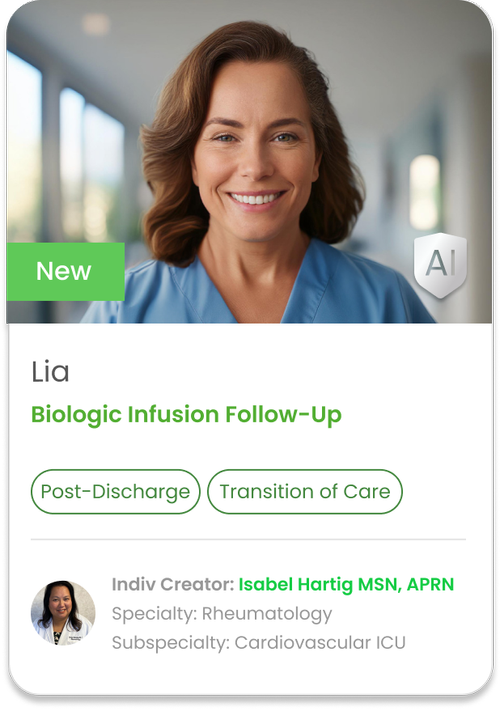 New
AI
Lia
Biologic Infusion Follow-Up
Post-Discharge
Transition of Care
Indiv Creator: Isabel Hartig MSN, APRN
Specialty: Rheumatology
Subspecialty: Cardiovascular ICU